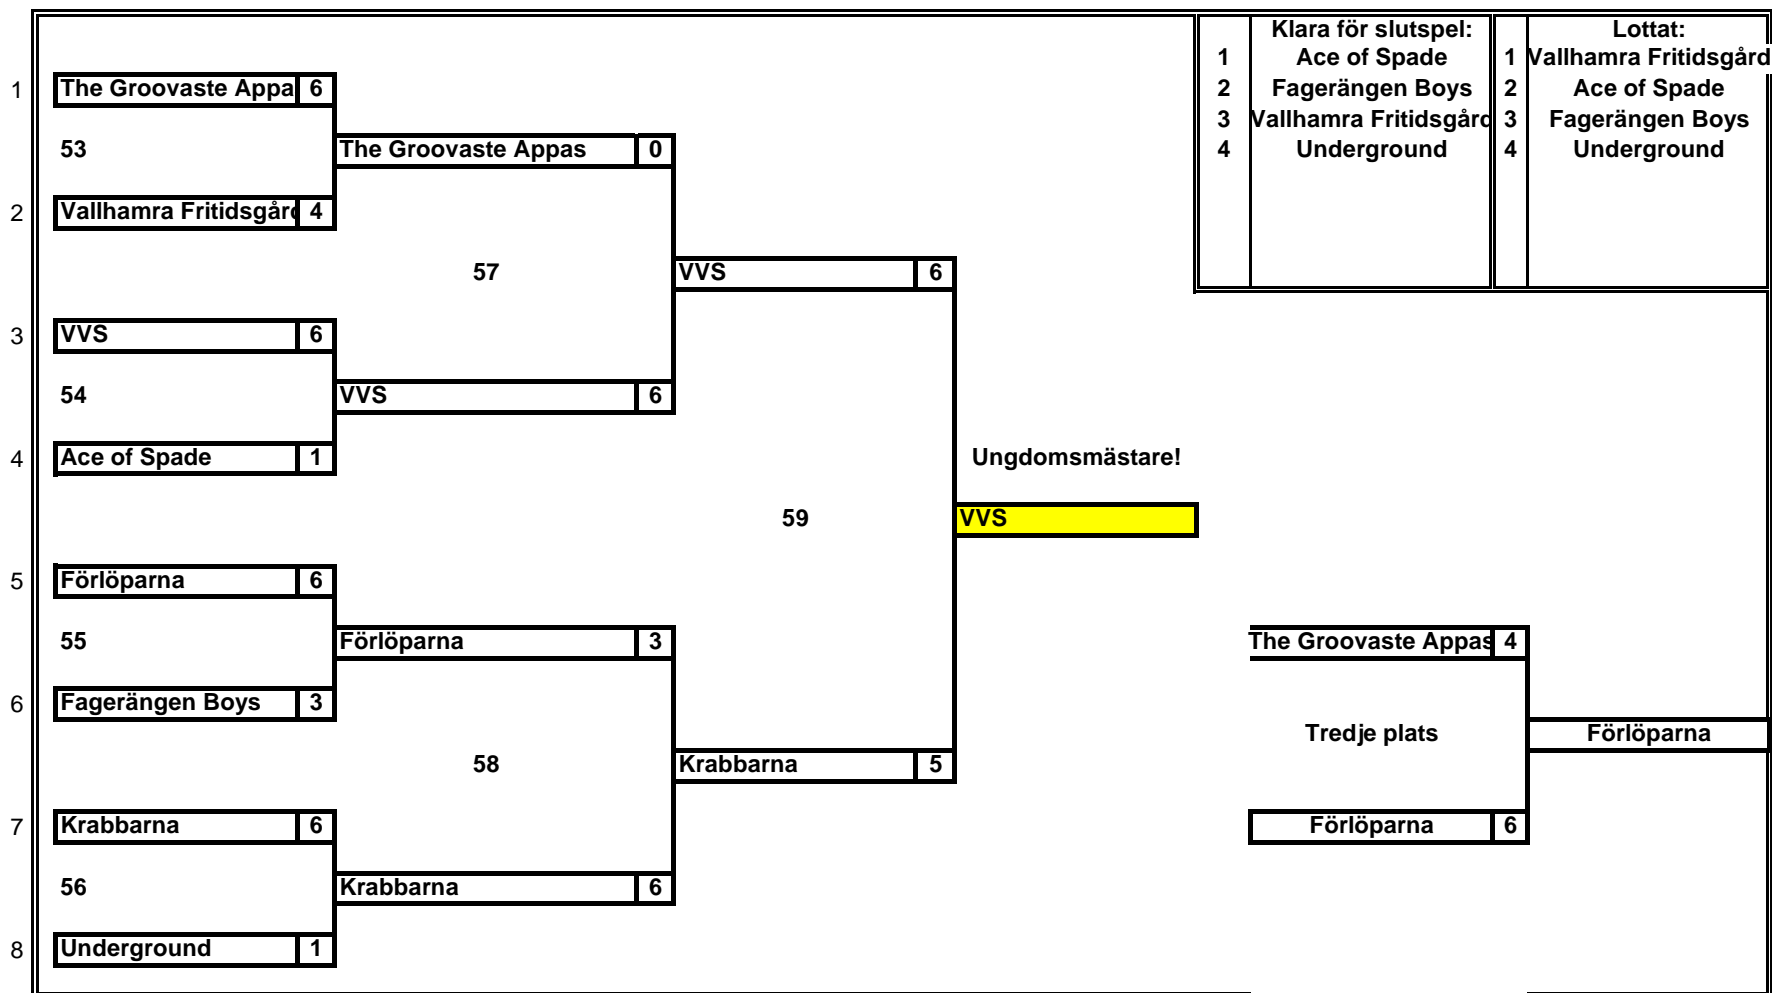 Klara för slutspel: Lottat:
1 Ace of Spade 1 Vallhamra Fritidsgård
1 The Groovaste Appa 6 2 Fagerängen Boys 2 Ace of Spade
3 Vallhamra Fritidsgård 3 Fagerängen Boys
53 The Groovaste Appas 0 4 Underground 4 Underground
2 Vallhamra Fritidsgård 4
57 VVS 6
3 VVS 6
54 VVS 6
4 Ace of Spade 1 Ungdomsmästare!
59 VVS
5 Förlöparna 6
55 Förlöparna 3 The Groovaste Appas 4
6 Fagerängen Boys 3
Tredje plats Förlöparna
58 Krabbarna 5
7 Krabbarna 6 Förlöparna 6
56 Krabbarna 6
8 Underground 1